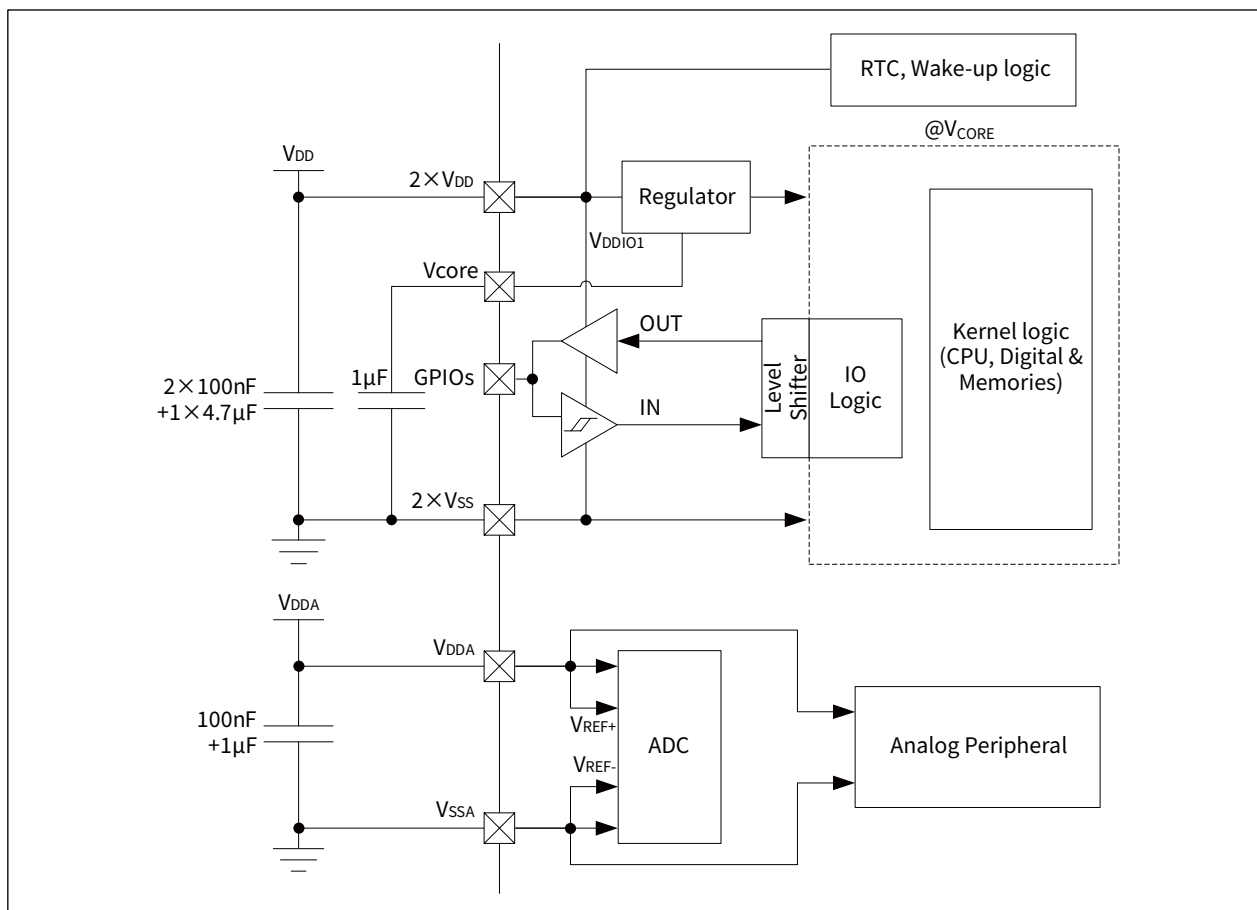 RTC, Wake-up logic
@VCORE
VDD
2×VDD
Regulator
VDDIO1
Vcore
OUT
Kernel logic
(CPU, Digital &
Memories)
2×100nF
+1×4.7μF
1μF
GPIOs
Level
Shifter
IO
Logic
IN
2×VSS
VDDA
VDDA
100nF
+1μF
VREF+
ADC
Analog Peripheral
VREF-
VSSA